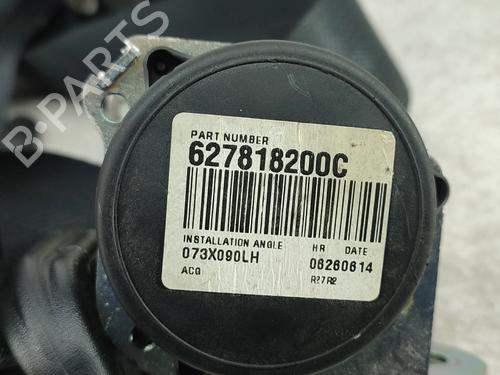 PART NUMBER
627818200C
INSTALLATION ANGLE HR DATE
073X090LH 06260614
ACG R27R2
B-PARTS